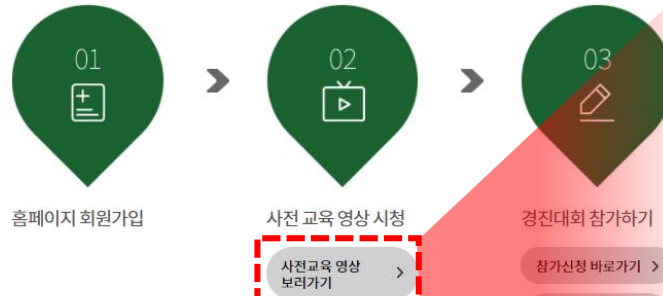 01
02
03
홈페이지 회원가입
사전 교육 영상 시청
경진대회 참가하기
사전교육 영상
보러가기
참가신청 바로가기